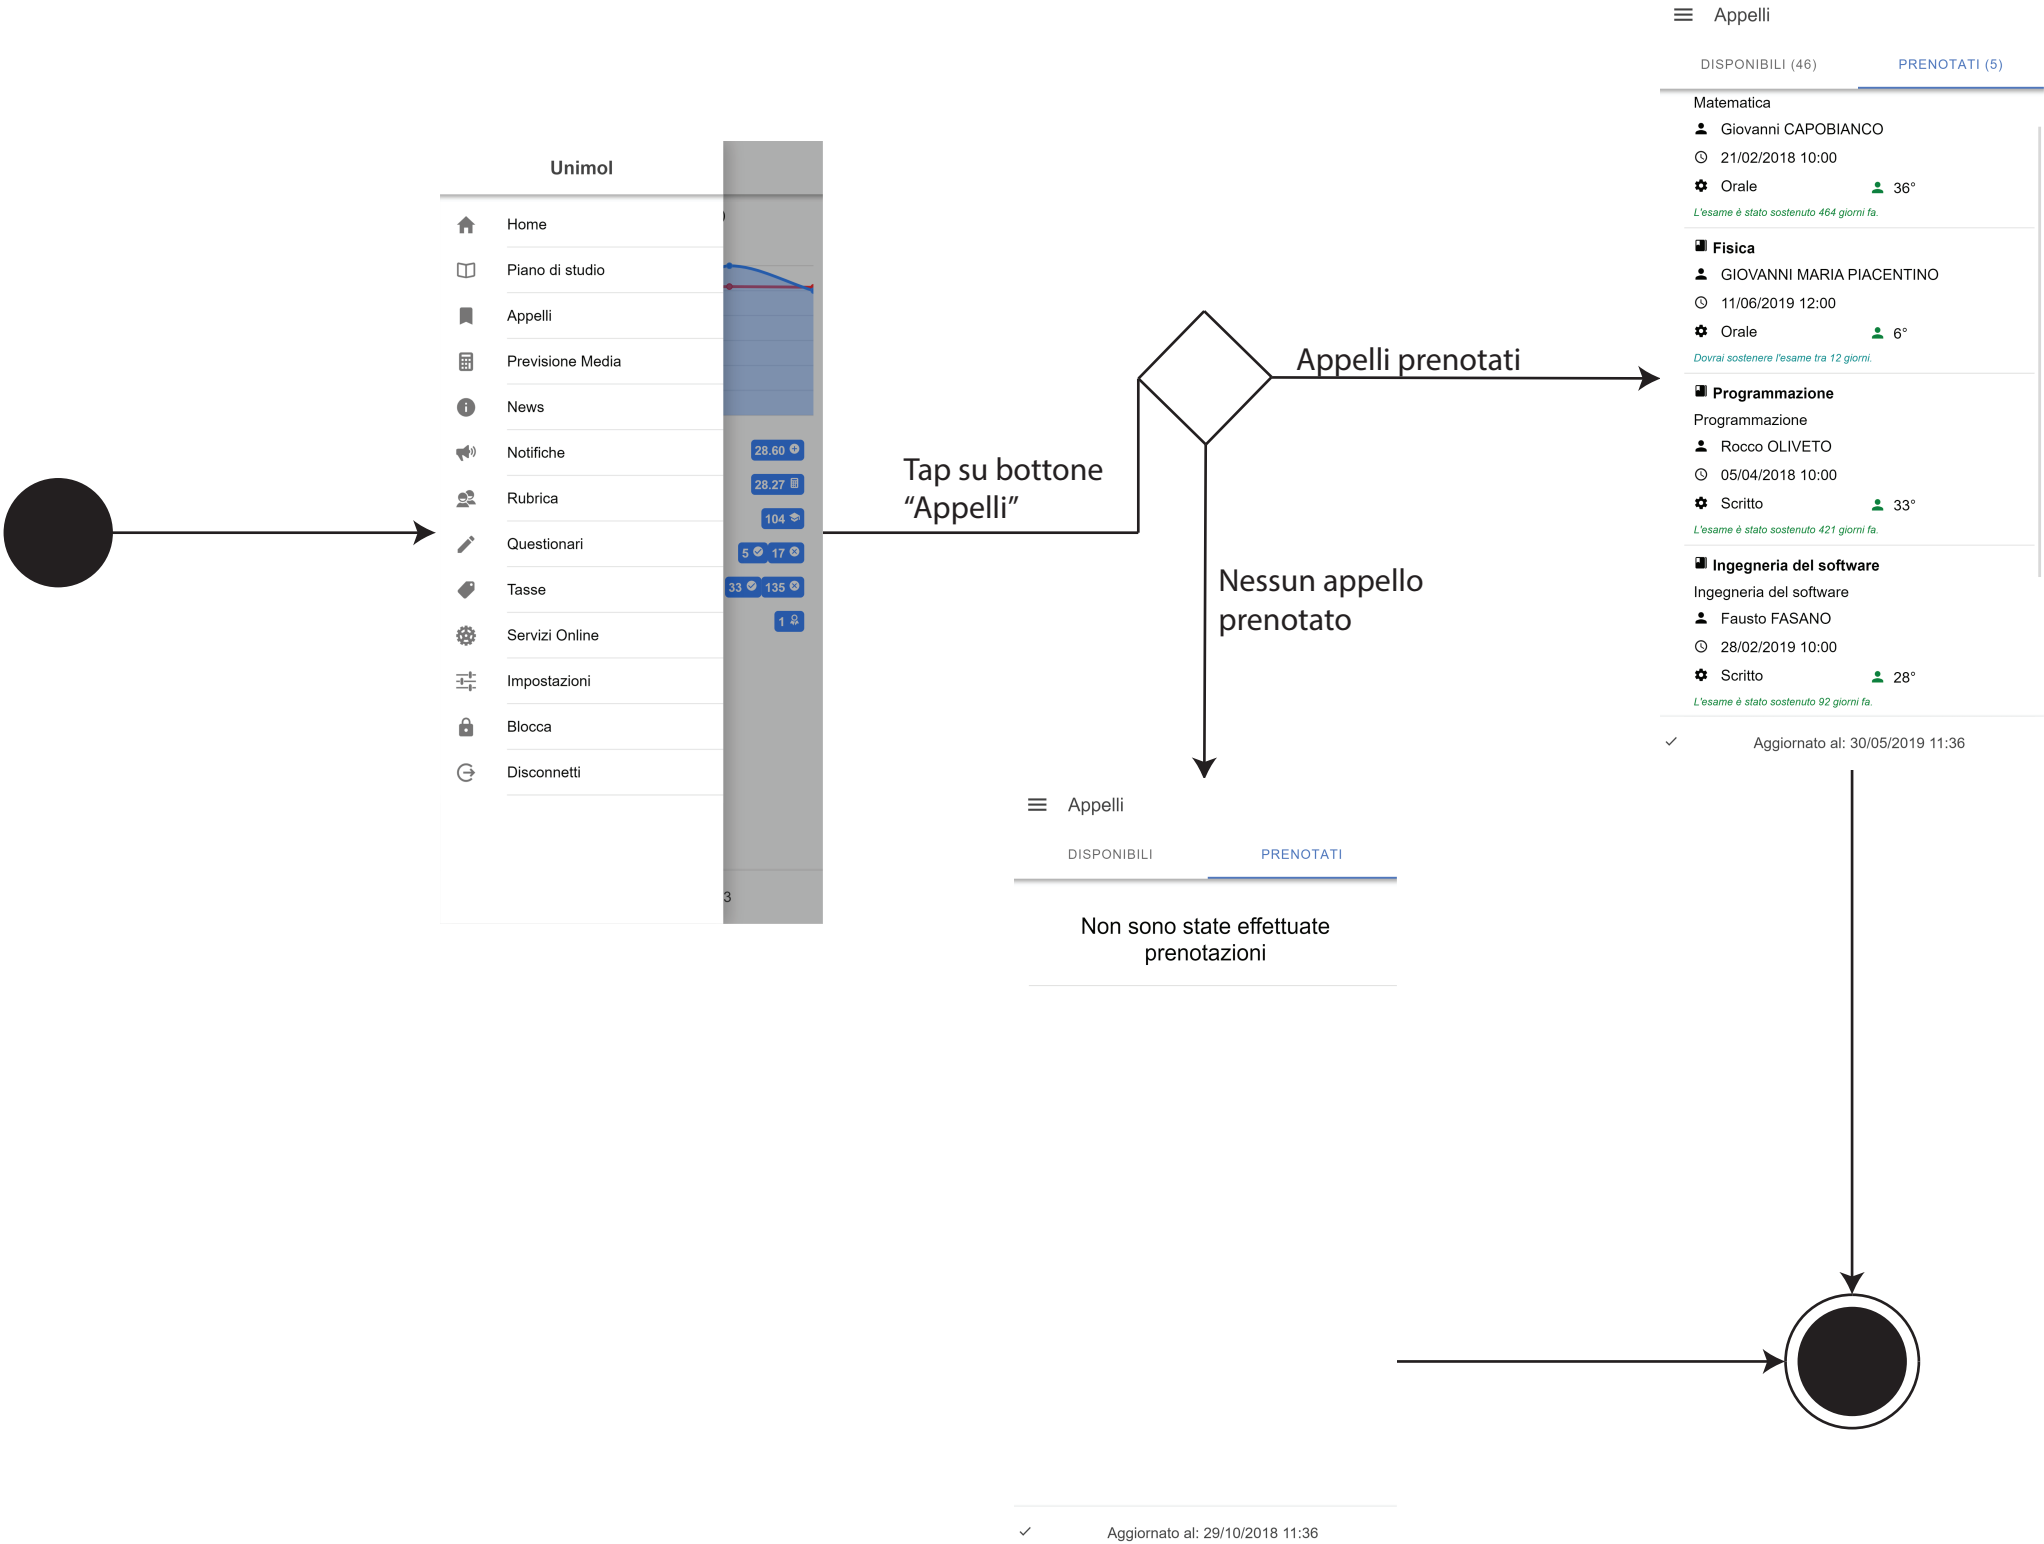 Unimol
Home
Piano di studio
Appelli
Previsione Media
News
Notifiche
Rubrica
Questionari
Tasse
Servizi Online
Impostazioni
Blocca
Disconnetti
28.60
28.27
104
5 17
33 135
1
3
Tap su bottone
“Appelli”
Appelli prenotati
Nessun appello
prenotato
Appelli
DISPONIBILI (46) PRENOTATI (5)
Matematica
Giovanni CAPOBIANCO
21/02/2018 10:00
Orale 36°
L'esame è stato sostenuto 464 giorni fa.
Fisica
GIOVANNI MARIA PIACENTINO
11/06/2019 12:00
Orale 6°
Dovrai sostenere l'esame tra 12 giorni.
Programmazione
Programmazione
Rocco OLIVETO
05/04/2018 10:00
Scritto 33°
L'esame è stato sostenuto 421 giorni fa.
Ingegneria del software
Ingegneria del software
Fausto FASANO
28/02/2019 10:00
Scritto 28°
L'esame è stato sostenuto 92 giorni fa.
Aggiornato al: 30/05/2019 11:36
Appelli
DISPONIBILI PRENOTATI
Non sono state effettuate
prenotazioni
Aggiornato al: 29/10/2018 11:36